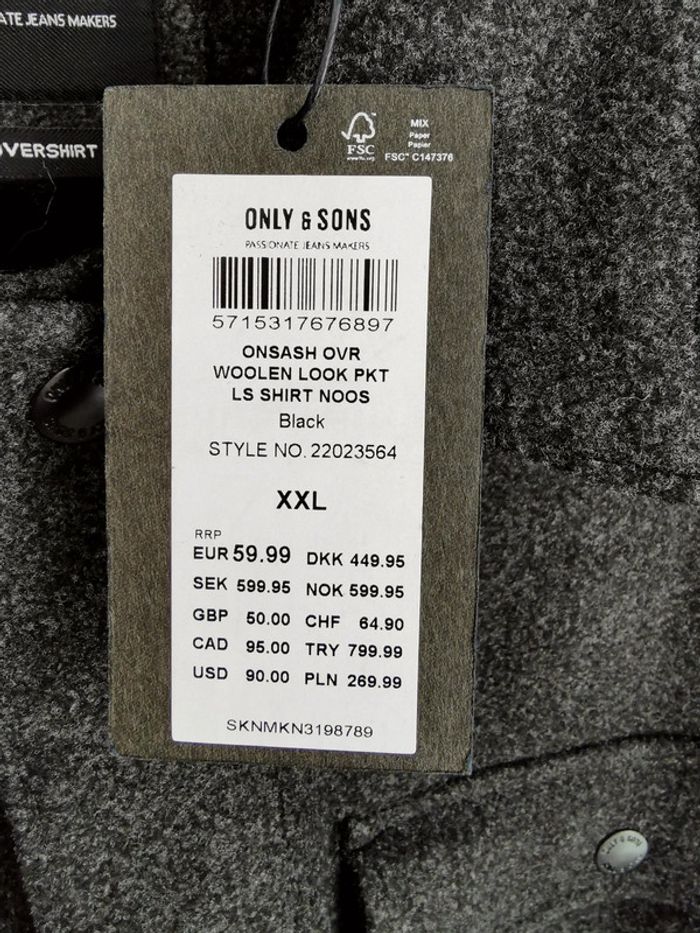 ATE JEANS MAKERS
OVERSHIRT
FSC
MIX
Paper
Papier
FSC™ C147376
ONLY & SONS
PASSIONATE JEANS MAKERS
5715317676897
ONSASH OVR
WOOLEN LOOK PKT
LS SHIRT NOOS
Black
STYLE NO. 22023564
XXL
RRP
EUR 59.99 DKK 449.95
SEK 599.95 NOK 599.95
GBP 50.00 CHF 64.90
CAD 95.00 TRY 799.99
USD 90.00 PLN 269.99
SKNMKN3198789
ONLY & SONS